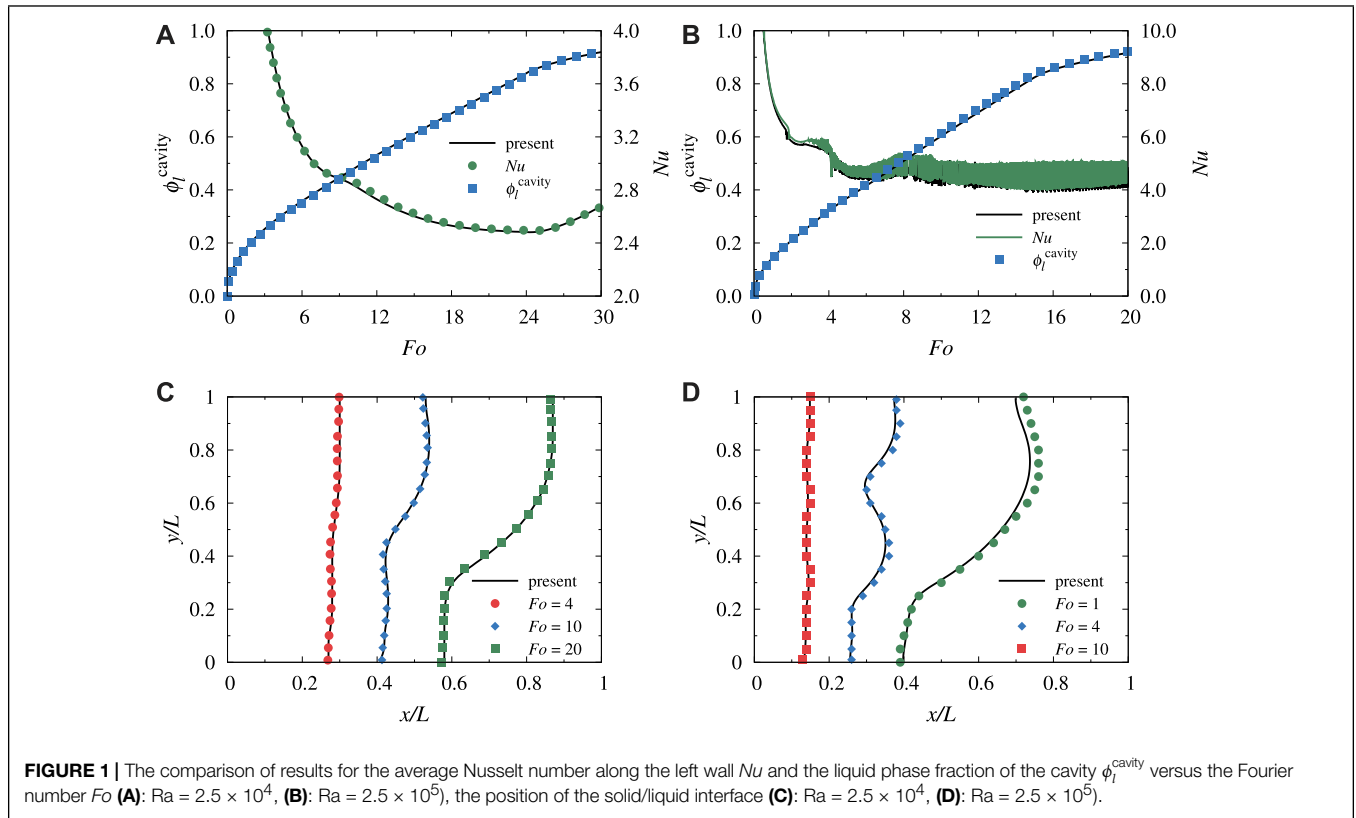 A
1.0
0.8
0.6
0.4
0.2
0.0
ϕ_l^cavity
4.0
3.6
3.2
2.8
2.4
2.0
Nu
present
Nu
ϕ_l^cavity
0 6 12 18 24 30
Fo
B
1.0
0.8
0.6
0.4
0.2
0.0
ϕ_l^cavity
10.0
8.0
6.0
4.0
2.0
0.0
Nu
present
Nu
ϕ_l^cavity
0 4 8 12 16 20
Fo
C
1
0.8
0.6
0.4
0.2
0
y/L
present
Fo = 4
Fo = 10
Fo = 20
0 0.2 0.4 0.6 0.8 1
x/L
D
1
0.8
0.6
0.4
0.2
0
y/L
present
Fo = 1
Fo = 4
Fo = 10
0 0.2 0.4 0.6 0.8 1
x/L
FIGURE 1 | The comparison of results for the average Nusselt number along the left wall Nu and the liquid phase fraction of the cavity ϕ_l^cavity versus the Fourier
number Fo (A): Ra = 2.5 × 10⁴, (B): Ra = 2.5 × 10⁵), the position of the solid/liquid interface (C): Ra = 2.5 × 10⁴, (D): Ra = 2.5 × 10⁵).